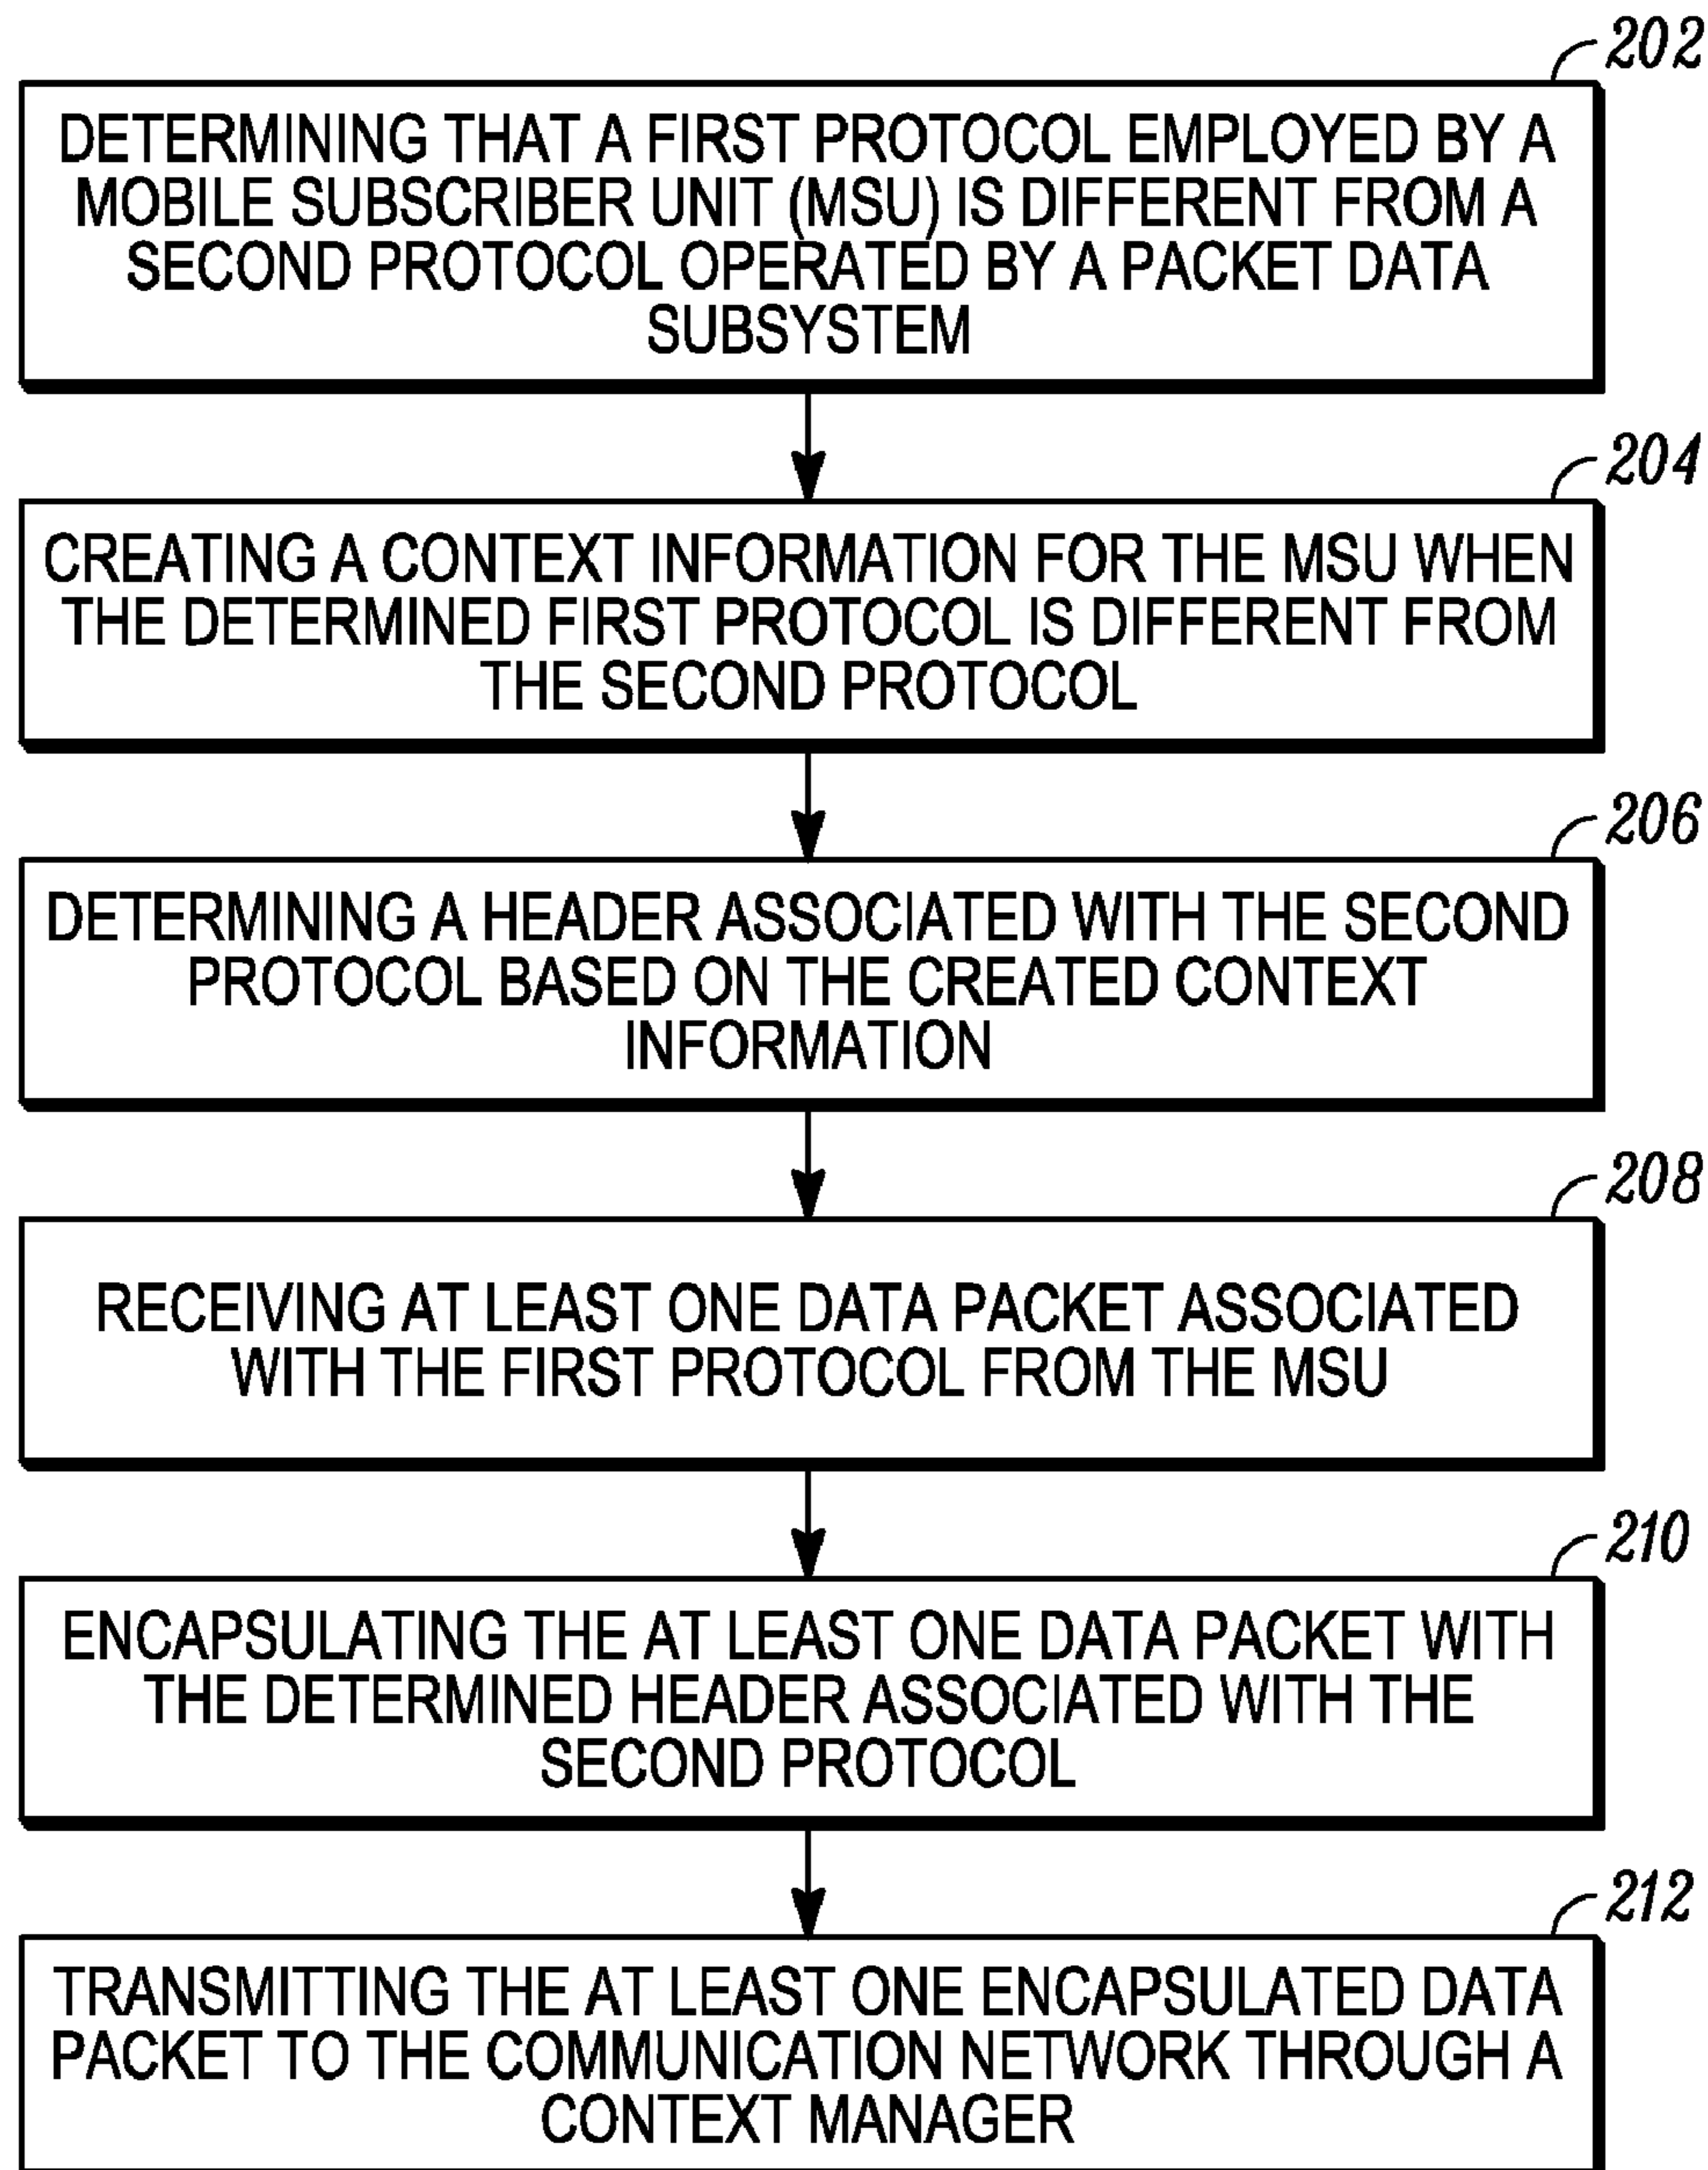 202
DETERMINING THAT A FIRST PROTOCOL EMPLOYED BY A
MOBILE SUBSCRIBER UNIT (MSU) IS DIFFERENT FROM A
SECOND PROTOCOL OPERATED BY A PACKET DATA
SUBSYSTEM
204
CREATING A CONTEXT INFORMATION FOR THE MSU WHEN
THE DETERMINED FIRST PROTOCOL IS DIFFERENT FROM
THE SECOND PROTOCOL
206
DETERMINING A HEADER ASSOCIATED WITH THE SECOND
PROTOCOL BASED ON THE CREATED CONTEXT
INFORMATION
208
RECEIVING AT LEAST ONE DATA PACKET ASSOCIATED
WITH THE FIRST PROTOCOL FROM THE MSU
210
ENCAPSULATING THE AT LEAST ONE DATA PACKET WITH
THE DETERMINED HEADER ASSOCIATED WITH THE
SECOND PROTOCOL
212
TRANSMITTING THE AT LEAST ONE ENCAPSULATED DATA
PACKET TO THE COMMUNICATION NETWORK THROUGH A
CONTEXT MANAGER